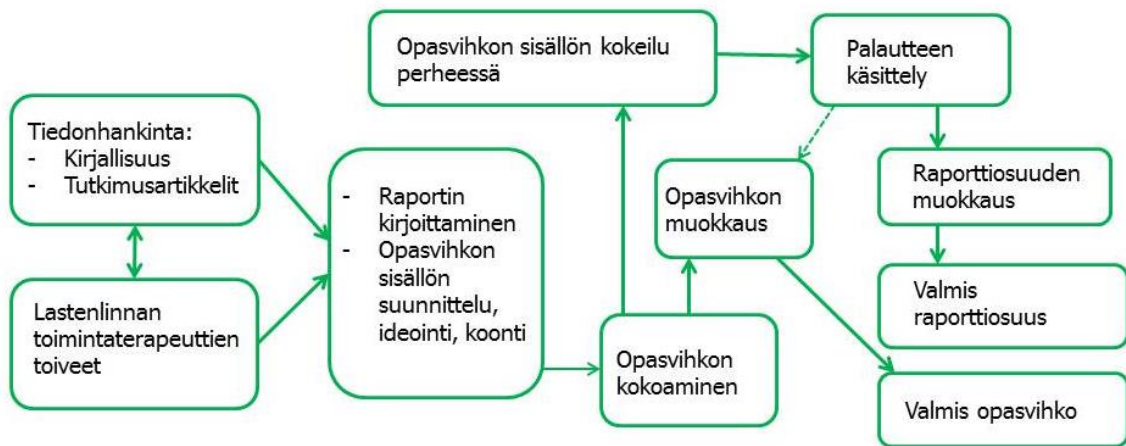 Opasvihkon sisällön kokeilu
perheessä
Palautteen
käsittely
Tiedonhankinta:
- Kirjallisuus
- Tutkimusartikkelit
- Raportin
kirjoittaminen
- Opasvihkon
sisällön
suunnittelu,
ideointi, koonti
Opasvihkon
muokkaus
Raporttiosuuden
muokkaus
Lastenlinnan
toimintaterapeuttien
toiveet
Valmis
raporttiosuus
Opasvihkon
kokoaminen
Valmis opasvihko